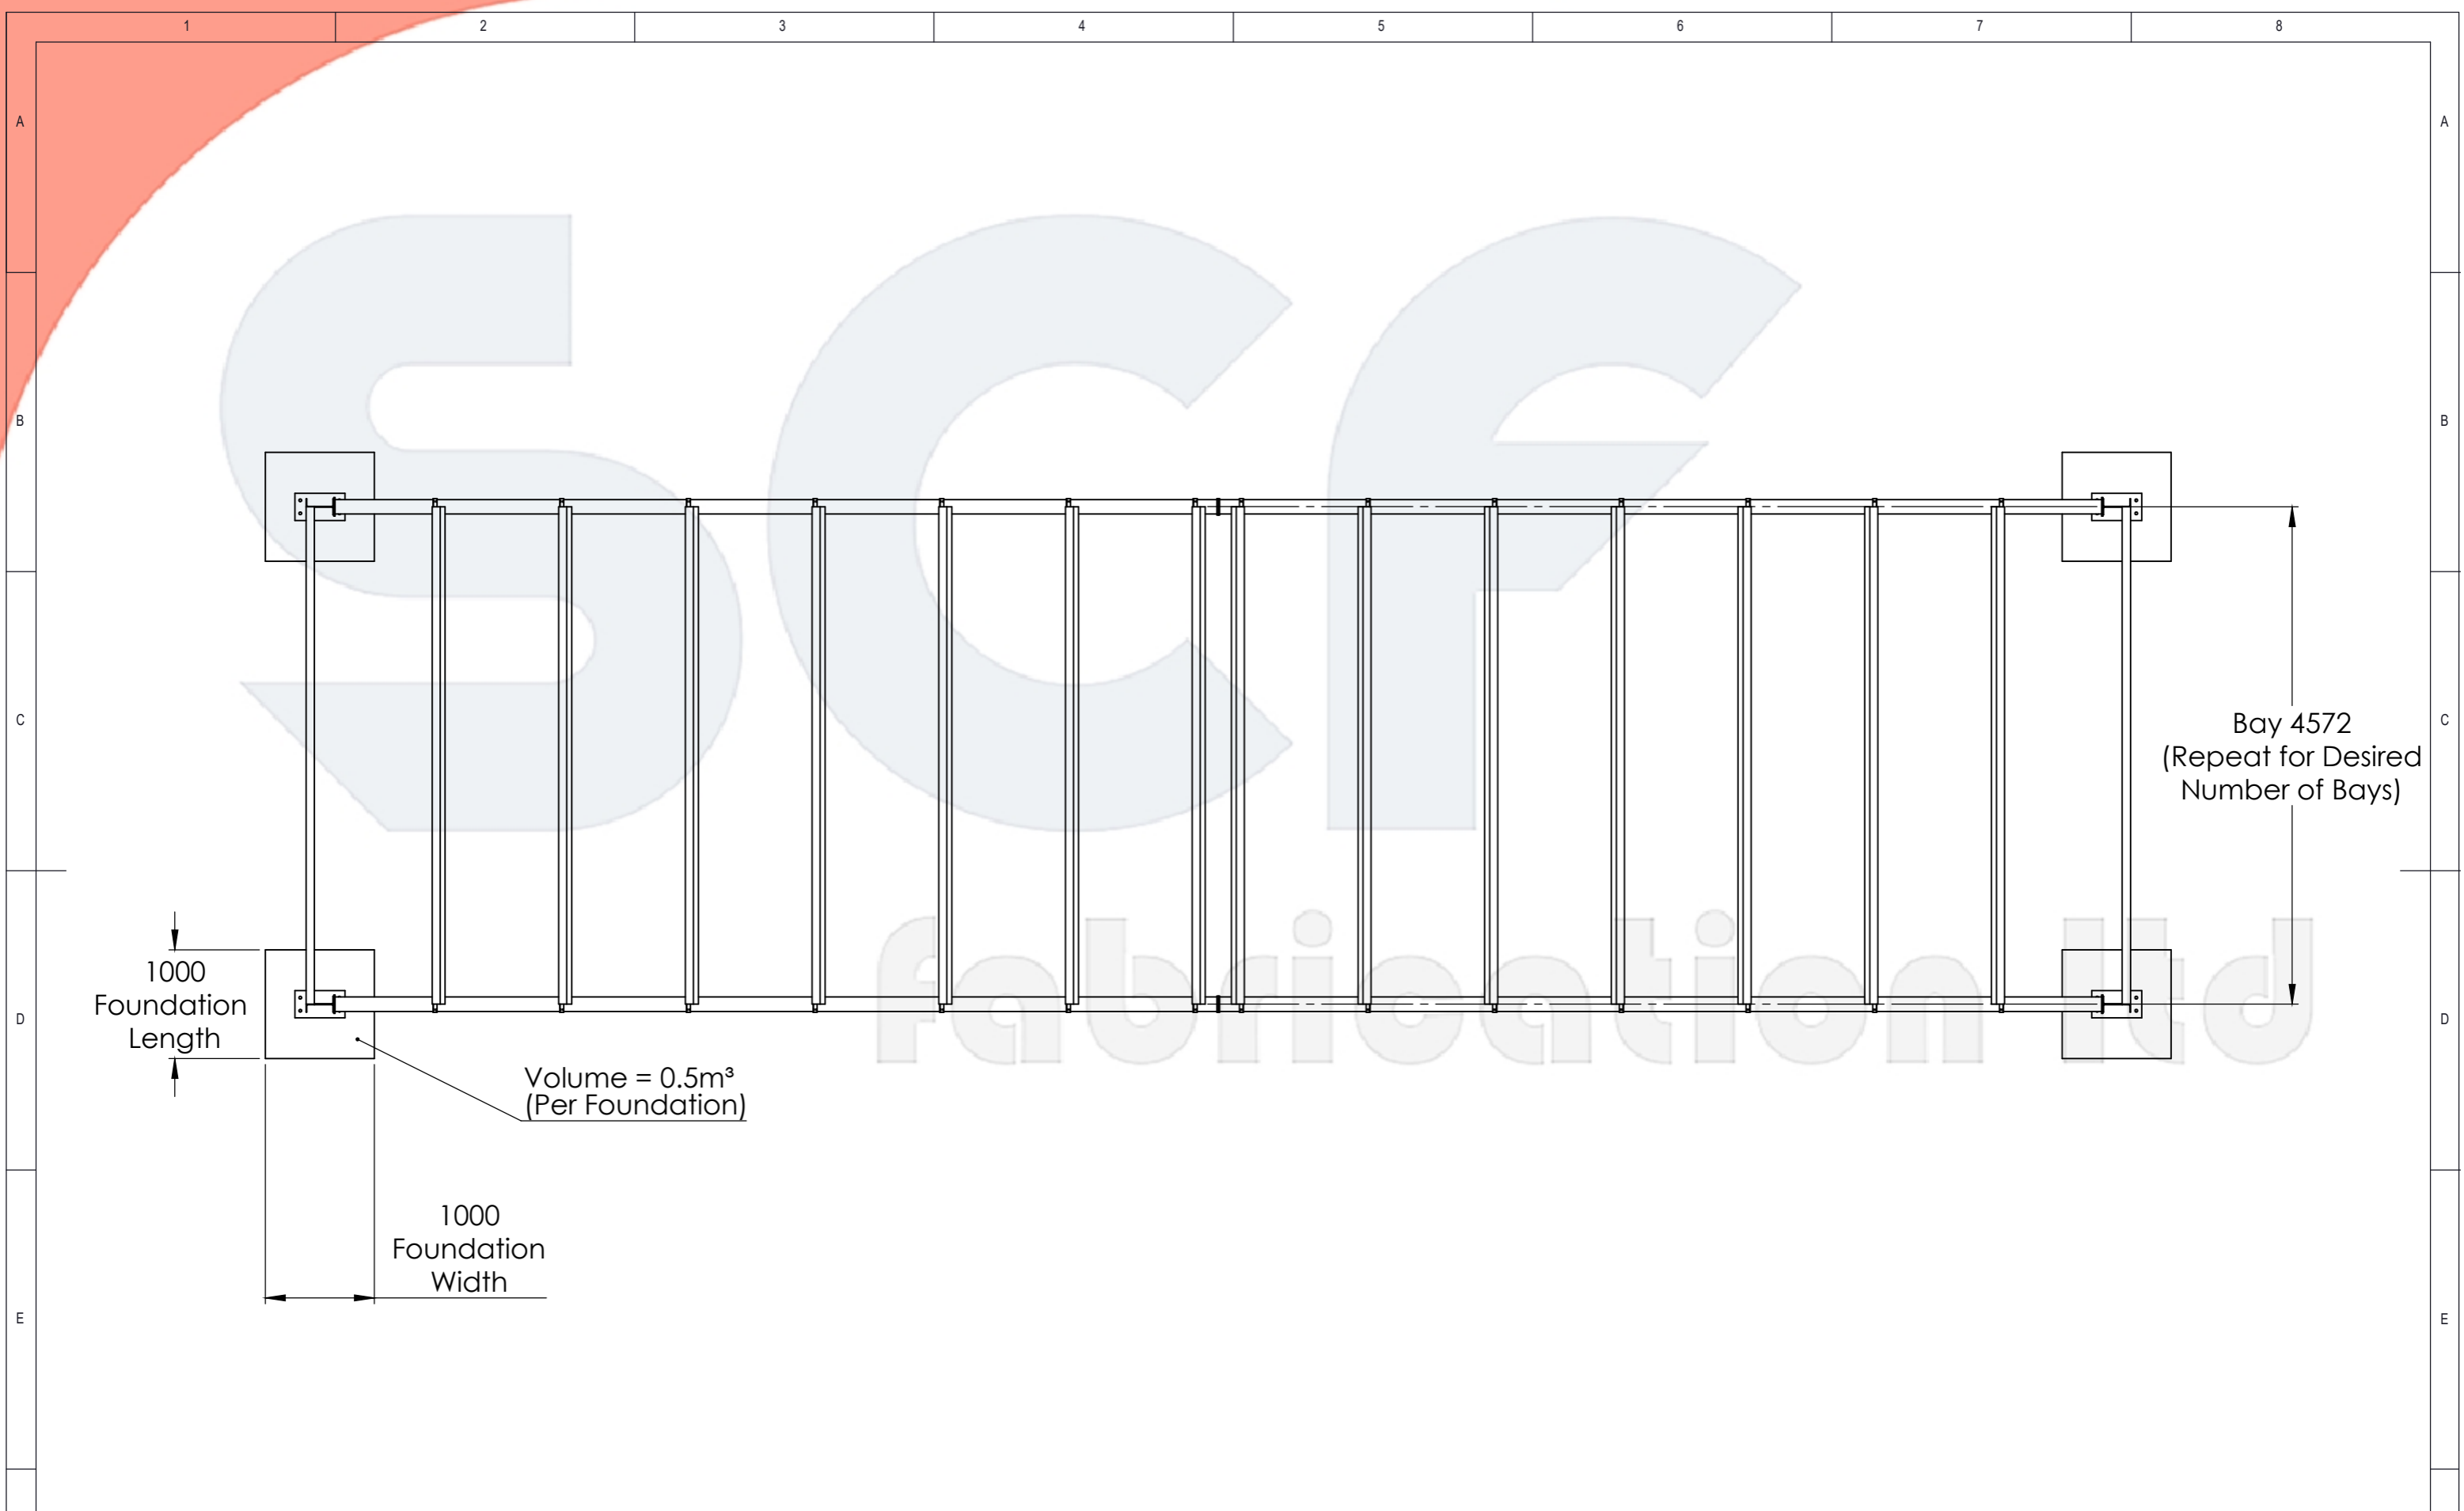 1 2 3 4 5 6 7 8
A A
SCF
B B
C C
Bay 4572
(Repeat for Desired
Number of Bays)
fabrication ltd
1000
Foundation
Length
D D
Volume = 0.5m³
(Per Foundation)
1000
Foundation
Width
E E